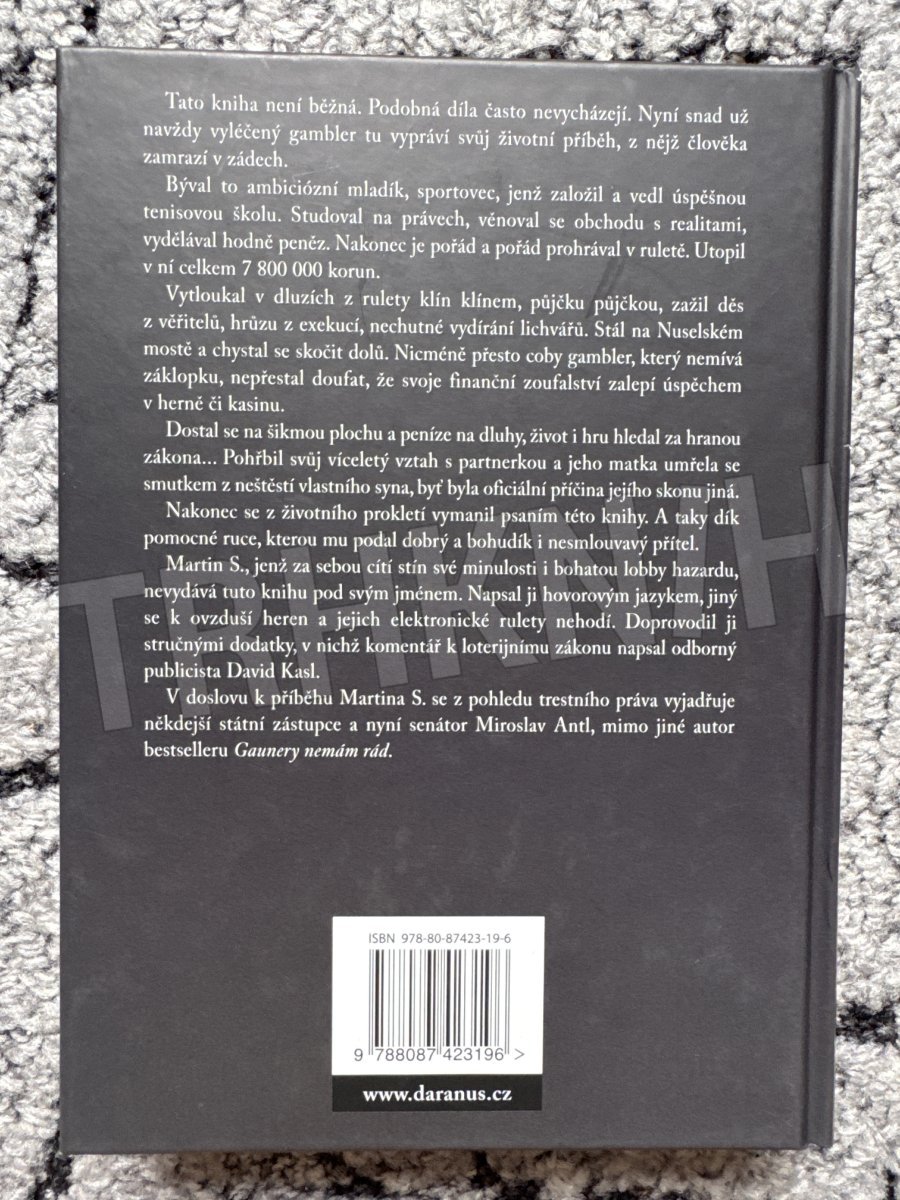 Tato kniha není běžná. Podobná díla často nevycházejí. Nyní snad už
navždy vyléčený gambler tu vypráví svůj životní příběh, z nějž člověka
zamrazí v zádech.
Býval to ambiciózní mladík, sportovec, jenž založil a vedl úspěšnou
tenisovou školu. Studoval na právech, věnoval se obchodu s realitami,
vydělával hodně peněz. Nakonec je pořád a pořád prohrával v ruletě. Utopil
v ní celkem 7 800 000 korun.
Vytloukal v dluzích z rulety klín klínem, půjčku půjčkou, zažil děs
z věřitelů, hrůzu z exekucí, nechutné vydírání lichvářů. Stál na Nuselském
mostě a chystal se skočit dolů. Nicméně přesto coby gambler, který nemívá
záklopku, nepřestal doufat, že svoje finanční zoufalství zalepí úspěchem
v herně či kasinu.
Dostal se na šikmou plochu a peníze na dluhy, život i hru hledal za hranou
zákona... Pohřbil svůj víceletý vztah s partnerkou a jeho matka umřela se
smutkem z neštěstí vlastního syna, byť byla oficiální příčina jejího skonu jiná.
Nakonec se z životního prokletí vymanil psaním této knihy. A taky dík
pomocné ruce, kterou mu podal dobrý a bohudík i nesmlouvavý přítel.
Martin S., jenž za sebou cítí stín své minulosti i bohatou lobby hazardu,
nevydává tuto knihu pod svým jménem. Napsal ji hovorovým jazykem, jiný
se k ovzduší heren a jejich elektronické rulety nehodí. Doprovodil ji
stručnými dodatky, v nichž komentář k loterijnímu zákonu napsal odborný
publicista David Kasl.
V doslovu k příběhu Martina S. se z pohledu trestního práva vyjadřuje
někdejší státní zástupce a nyní senátor Miroslav Antl, mimo jiné autor
bestselleru Gaunery nemám rád.
TRHKNIH
ISBN 978-80-87423-19-6
9 788087 423196 >
www.daranus.cz